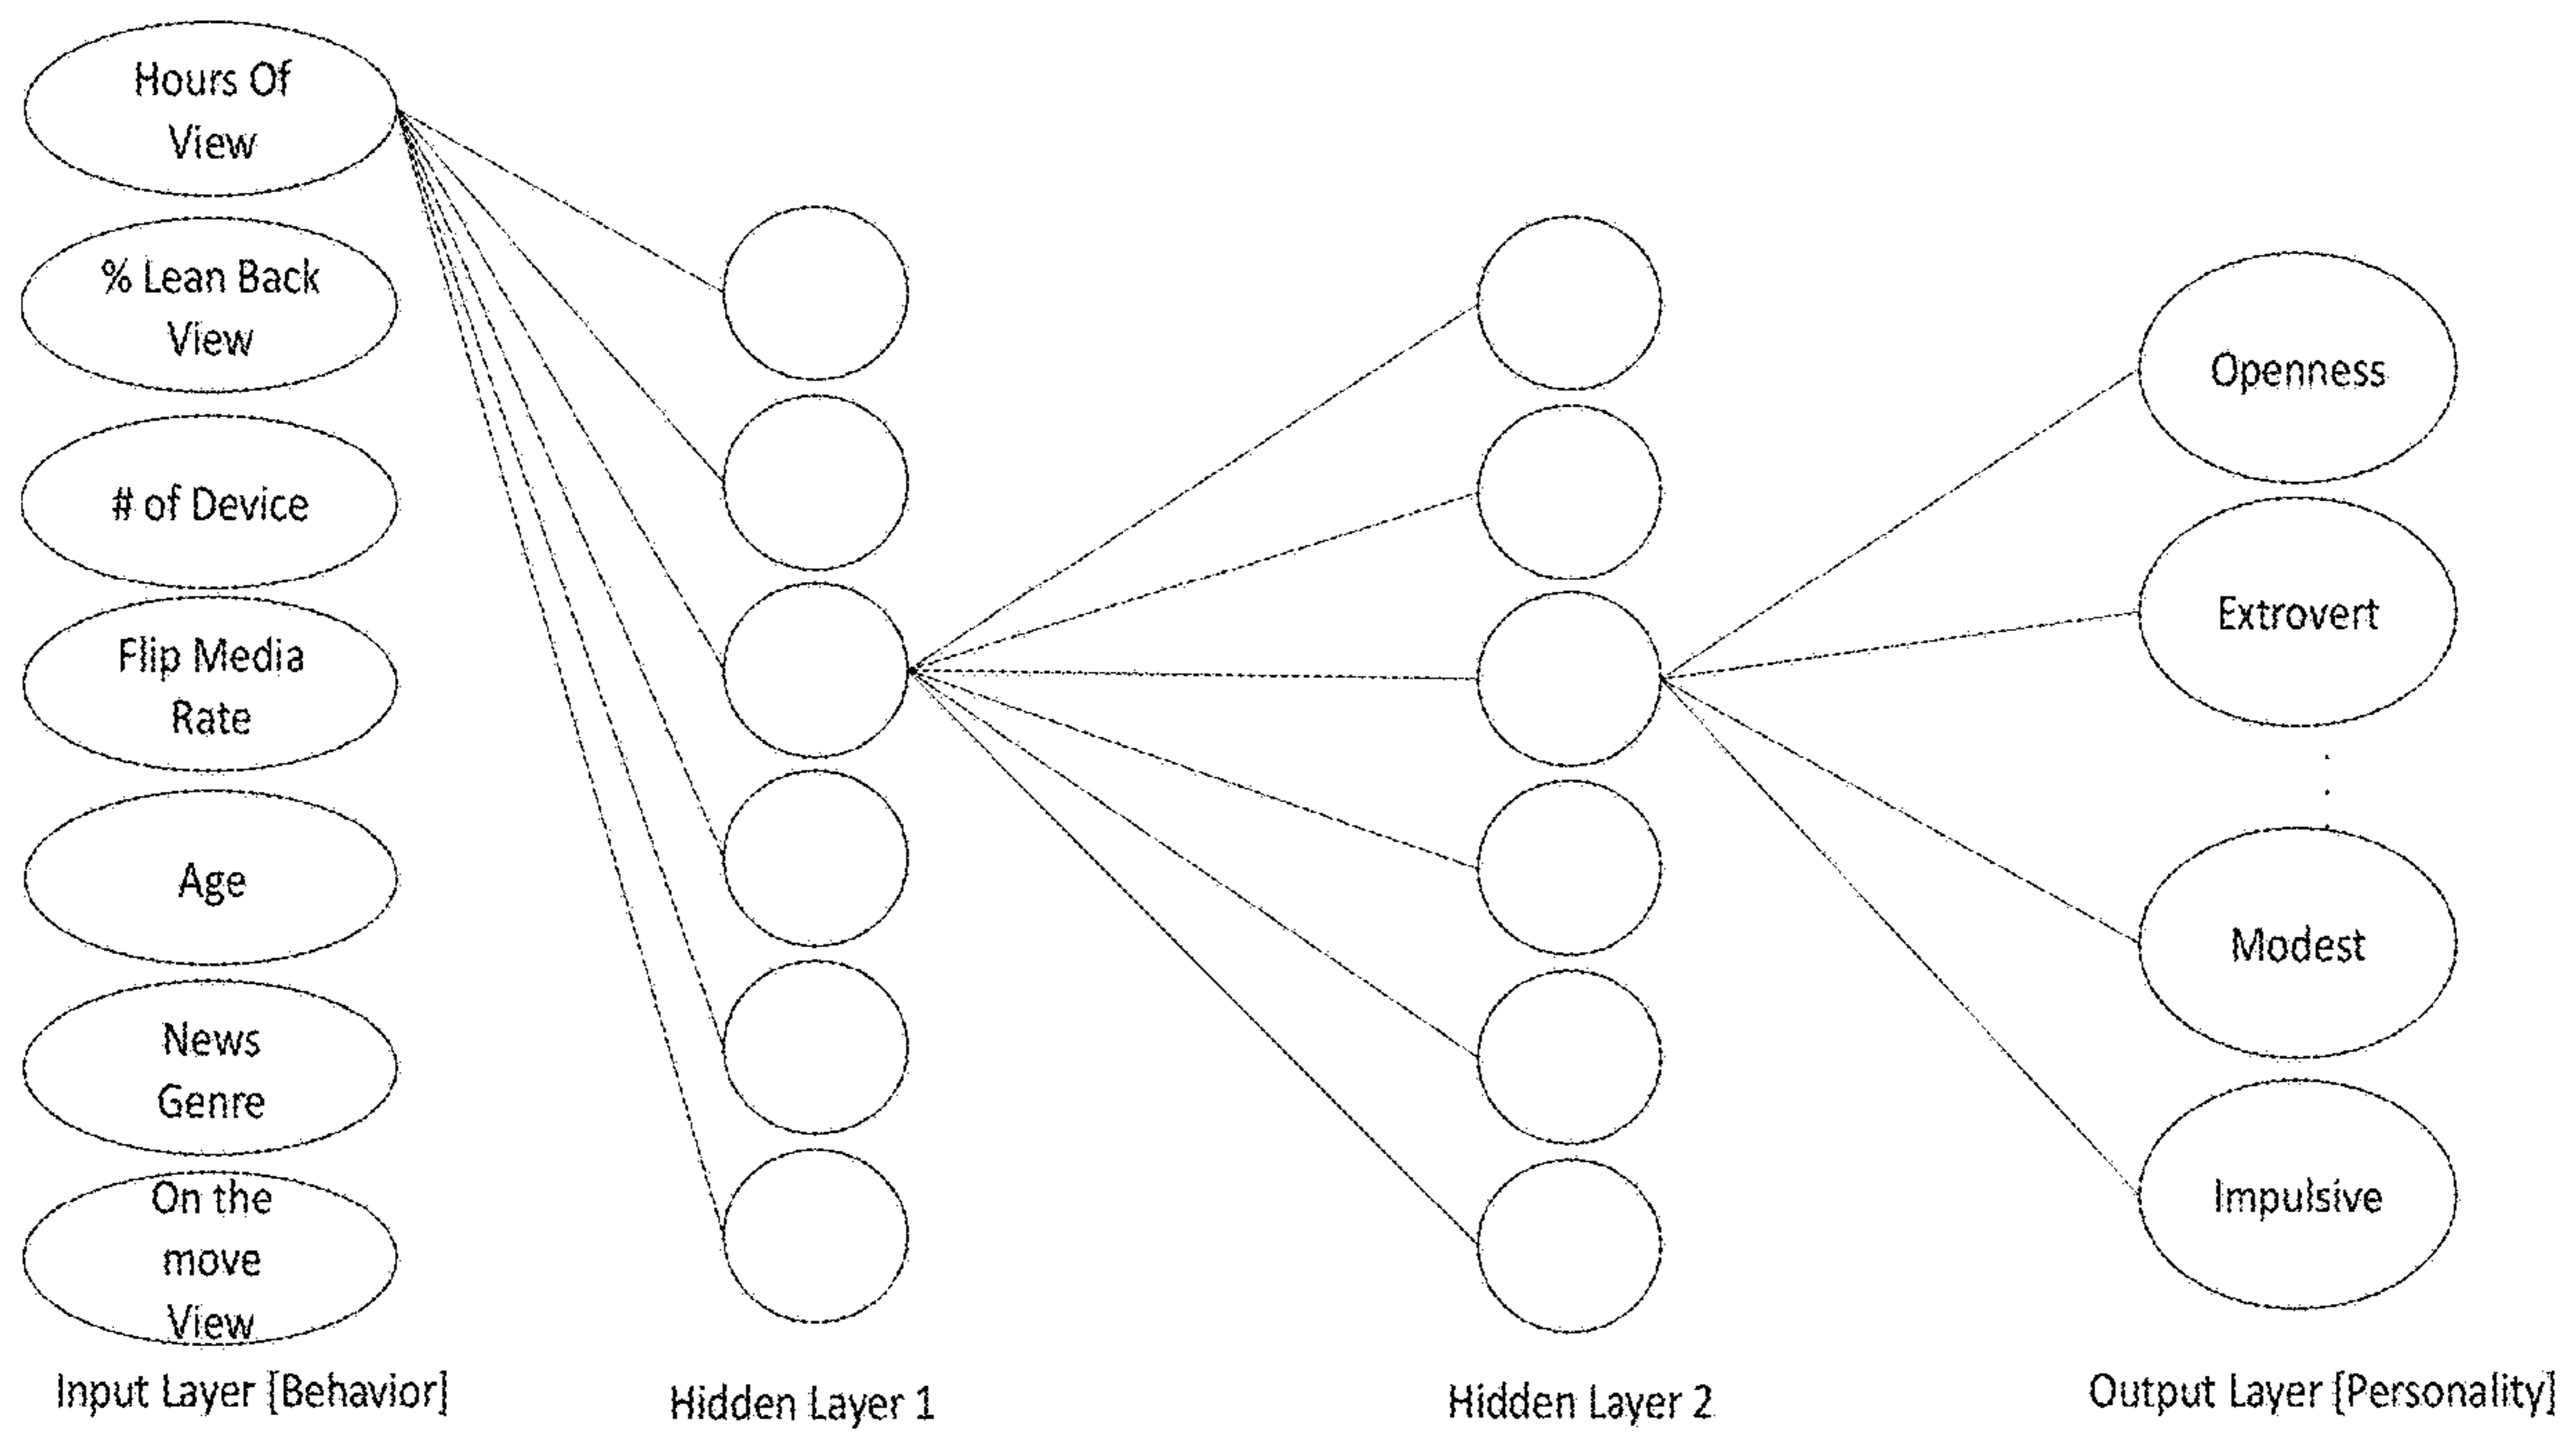 Hours Of
View
% Lean Back
View
# of Device
Flip Media
Rate
Age
News
Genre
On the
move
View
Input Layer [Behavior]
Hidden Layer 1
Hidden Layer 2
Openness
Extrovert
Modest
Impulsive
Output Layer [Personality]